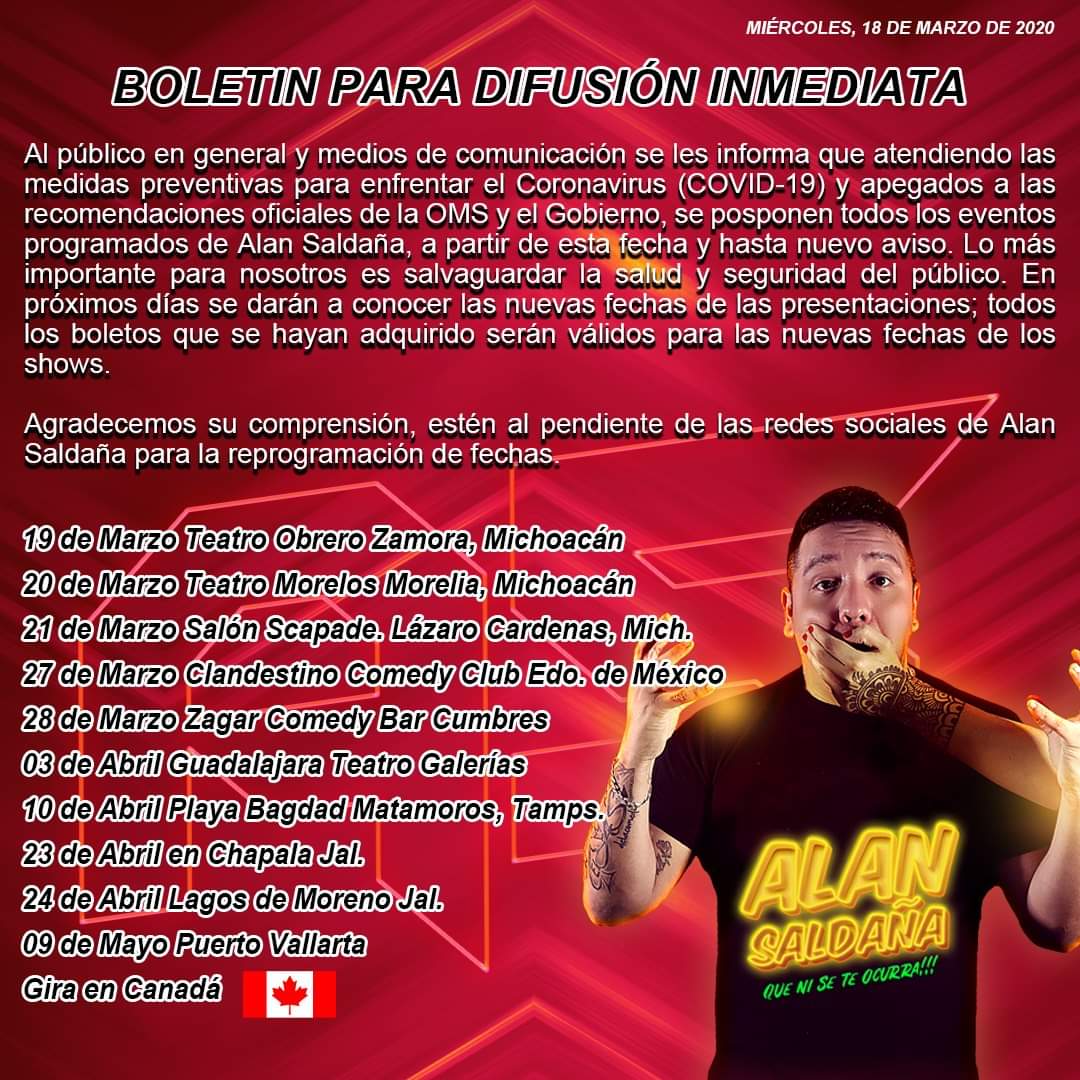 MIÉRCOLES, 18 DE MARZO DE 2020
BOLETIN PARA DIFUSIÓN INMEDIATA
Al público en general y medios de comunicación se les informa que atendiendo las
medidas preventivas para enfrentar el Coronavirus (COVID-19) y apegados a las
recomendaciones oficiales de la OMS y el Gobierno, se posponen todos los eventos
programados de Alan Saldaña, a partir de esta fecha y hasta nuevo aviso. Lo más
importante para nosotros es salvaguardar la salud y seguridad del público. En
próximos días se darán a conocer las nuevas fechas de las presentaciones; todos
los boletos que se hayan adquirido serán válidos para las nuevas fechas de los
shows.
Agradecemos su comprensión, estén al pendiente de las redes sociales de Alan
Saldaña para la reprogramación de fechas.
19 de Marzo Teatro Obrero Zamora, Michoacán
20 de Marzo Teatro Morelos Morelia, Michoacán
21 de Marzo Salón Scapade. Lázaro Cardenas, Mich.
27 de Marzo Clandestino Comedy Club Edo. de México
28 de Marzo Zagar Comedy Bar Cumbres
03 de Abril Guadalajara Teatro Galerías
10 de Abril Playa Bagdad Matamoros, Tamps.
23 de Abril en Chapala Jal.
24 de Abril Lagos de Moreno Jal.
09 de Mayo Puerto Vallarta
Gira en Canadá
ALAN
SALDAÑA
QUE NI SE TE OCURRA!!!